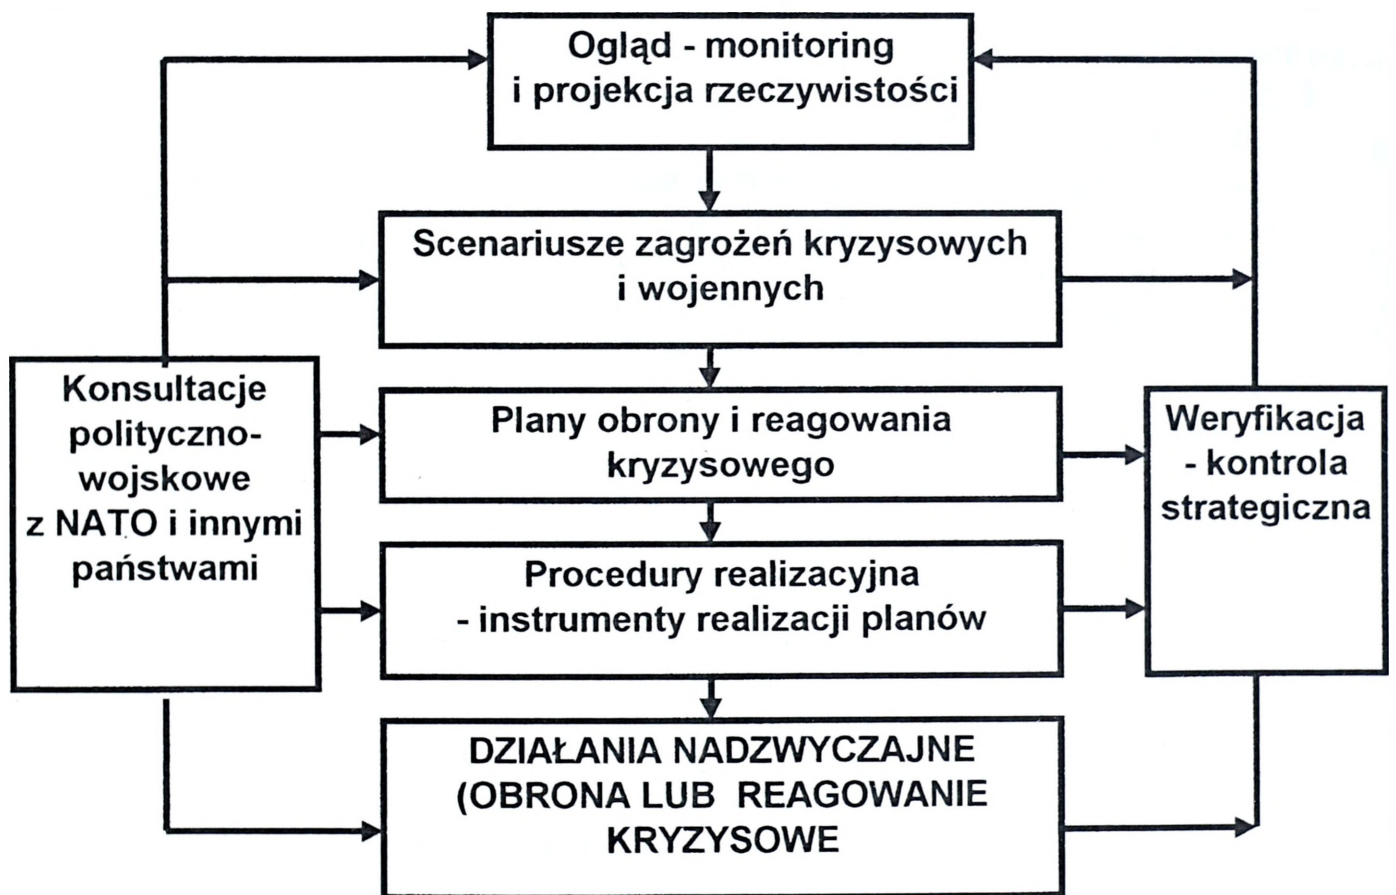 Ogląd - monitoring
i projekcja rzeczywistości
Scenariusze zagrożeń kryzysowych
i wojennych
Konsultacje
polityczno-
wojskowe
z NATO i innymi
państwami
Plany obrony i reagowania
kryzysowego
Weryfikacja
- kontrola
strategiczna
Procedury realizacyjna
- instrumenty realizacji planów
DZIAŁANIA NADZWYCZAJNE
(OBRONA LUB REAGOWANIE
KRYZYSOWE